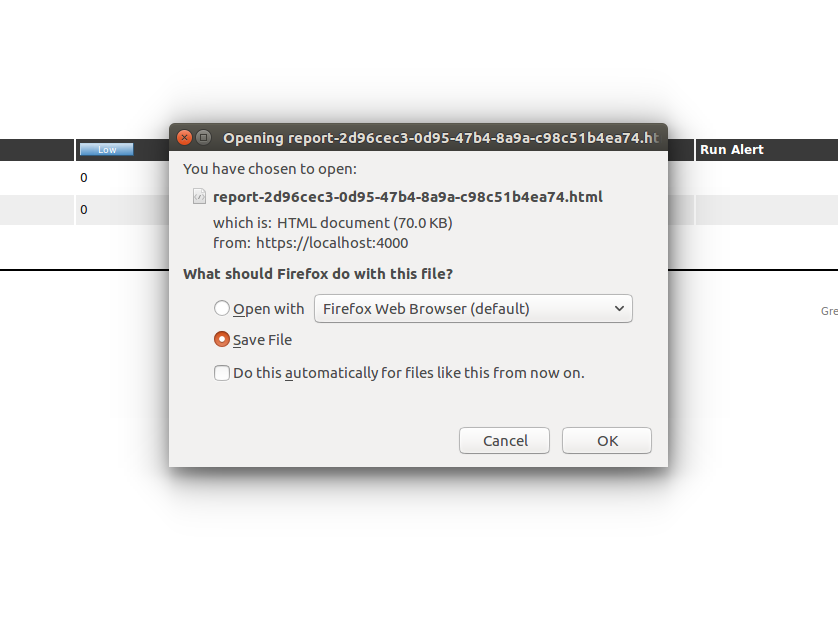 Opening report-2d96cec3-0d95-47b4-8a9a-c98c51b4ea74.ht
Low
Run Alert
You have chosen to open:
0
report-2d96cec3-0d95-47b4-8a9a-c98c51b4ea74.html
0
which is: HTML document (70.0 KB)
from: https://localhost:4000
What should Firefox do with this file?
Open with
Firefox Web Browser (default)
Gre
Save File
Do this automatically for files like this from now on.
Cancel
OK